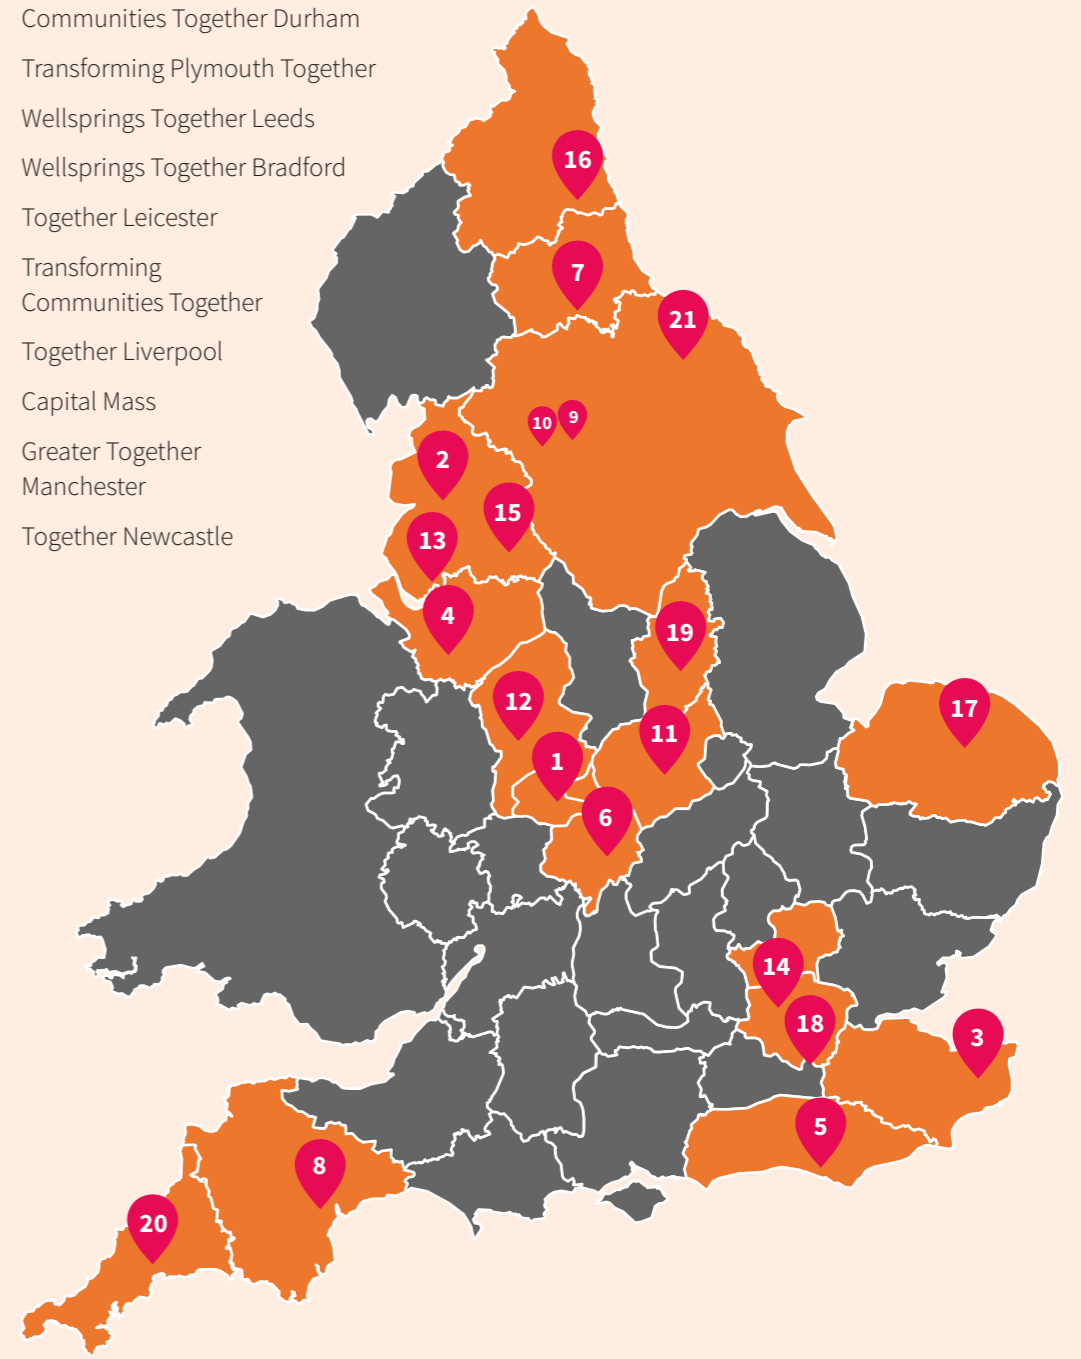 Communities Together Durham
Transforming Plymouth Together
Wellsprings Together Leeds
Wellsprings Together Bradford
Together Leicester
Transforming
Communities Together
Together Liverpool
Capital Mass
Greater Together
Manchester
Together Newcastle
16
7
21
10
9
2
15
13
4
19
12
17
11
1
6
14
18
3
5
8
20